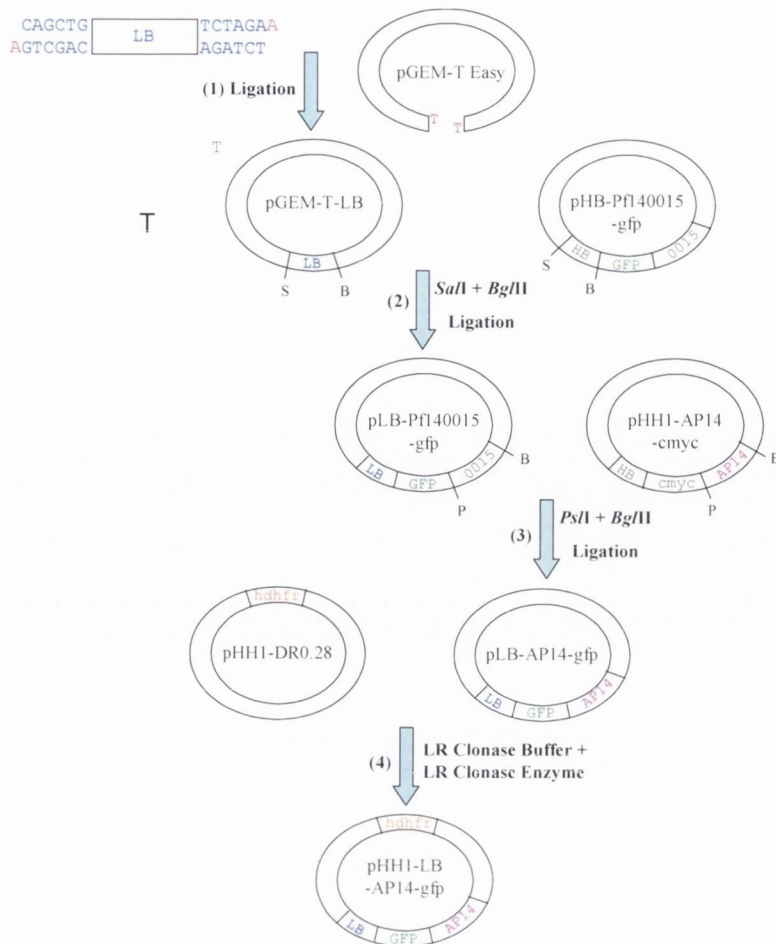 CAGCTG LB TCTAGAA
AGTCGAC AGATCT
pGEM-T Easy
T T
(1) Ligation
T
T
pGEM-T-LB
LB
S B
pHB-Pf140015
-gfp
HB GFP 0015
S
B
(2) SalI + BglII
Ligation
pLB-Pf140015
-gfp
LB GFP 0015
B
P
pHH1-AP14
-cmyc
HB cmyc AP14
P
(3) PstI + BglII
Ligation
hdhfr
pHH1-DR0.28
pLB-AP14-gfp
LB GFP AP14
(4) LR Clonase Buffer +
LR Clonase Enzyme
hdhfr
pHH1-LB
-AP14-gfp
LB GFP AP14